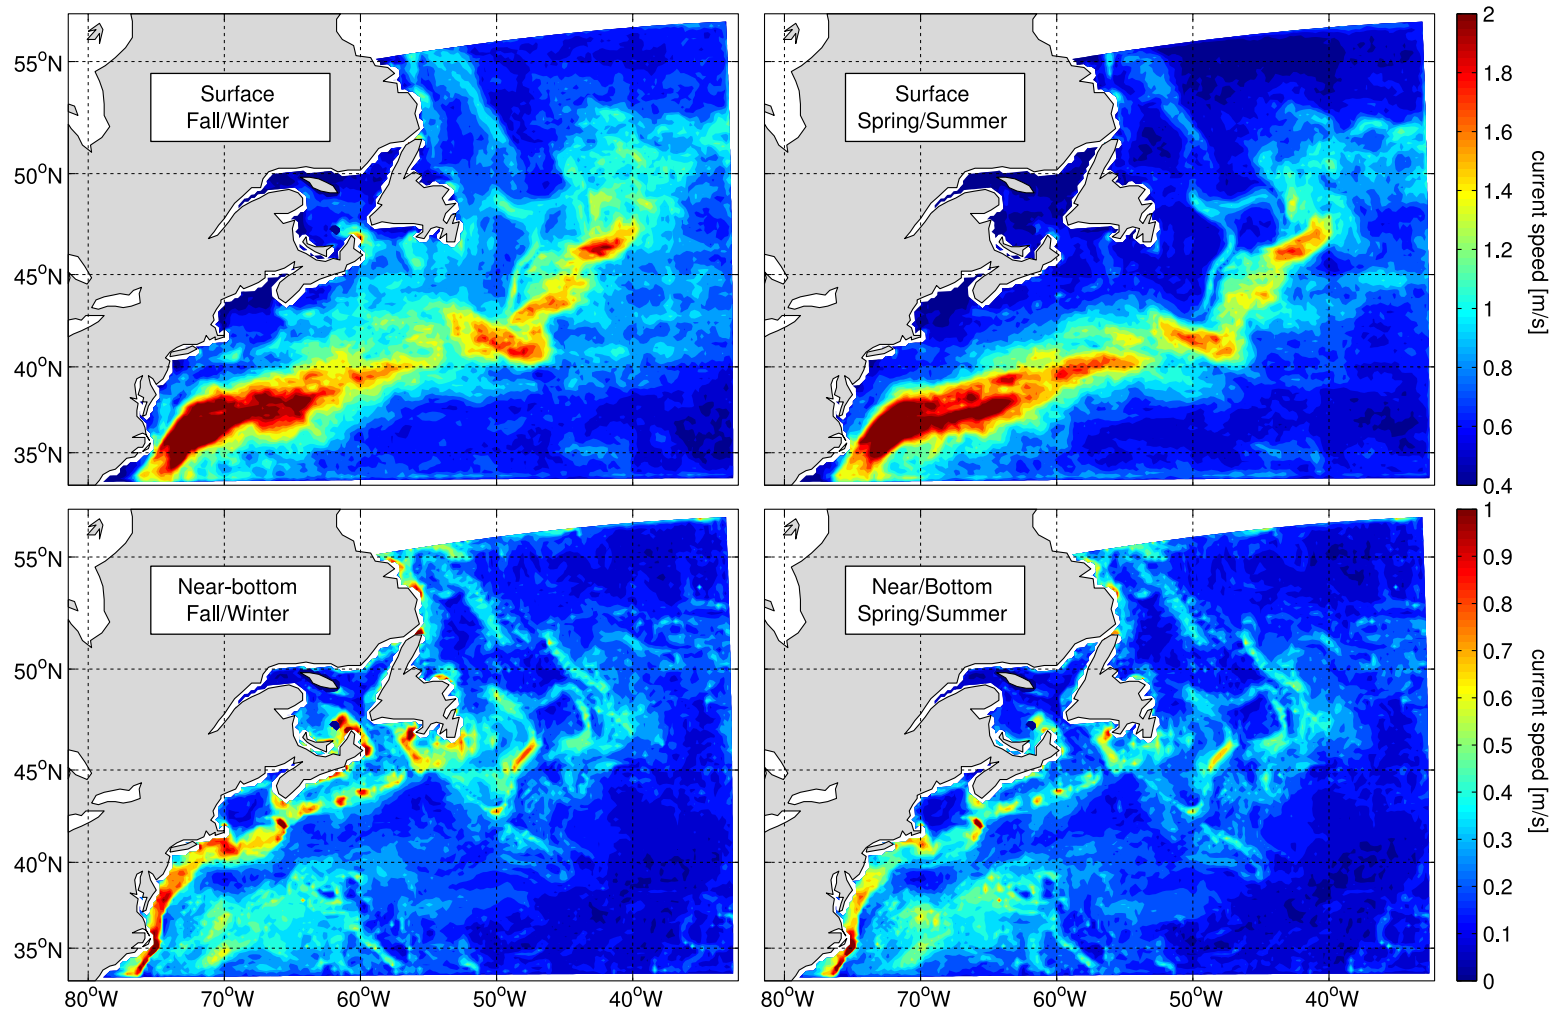 55°N
50°N
45°N
40°N
35°N
Surface
Fall/Winter
Surface
Spring/Summer
2
1.8
1.6
1.4
1.2
1
0.8
0.6
0.4
current speed [m/s]
55°N
50°N
45°N
40°N
35°N
Near-bottom
Fall/Winter
Near/Bottom
Spring/Summer
1
0.9
0.8
0.7
0.6
0.5
0.4
0.3
0.2
0.1
0
current speed [m/s]
80°W 70°W 60°W 50°W 40°W
80°W 70°W 60°W 50°W 40°W